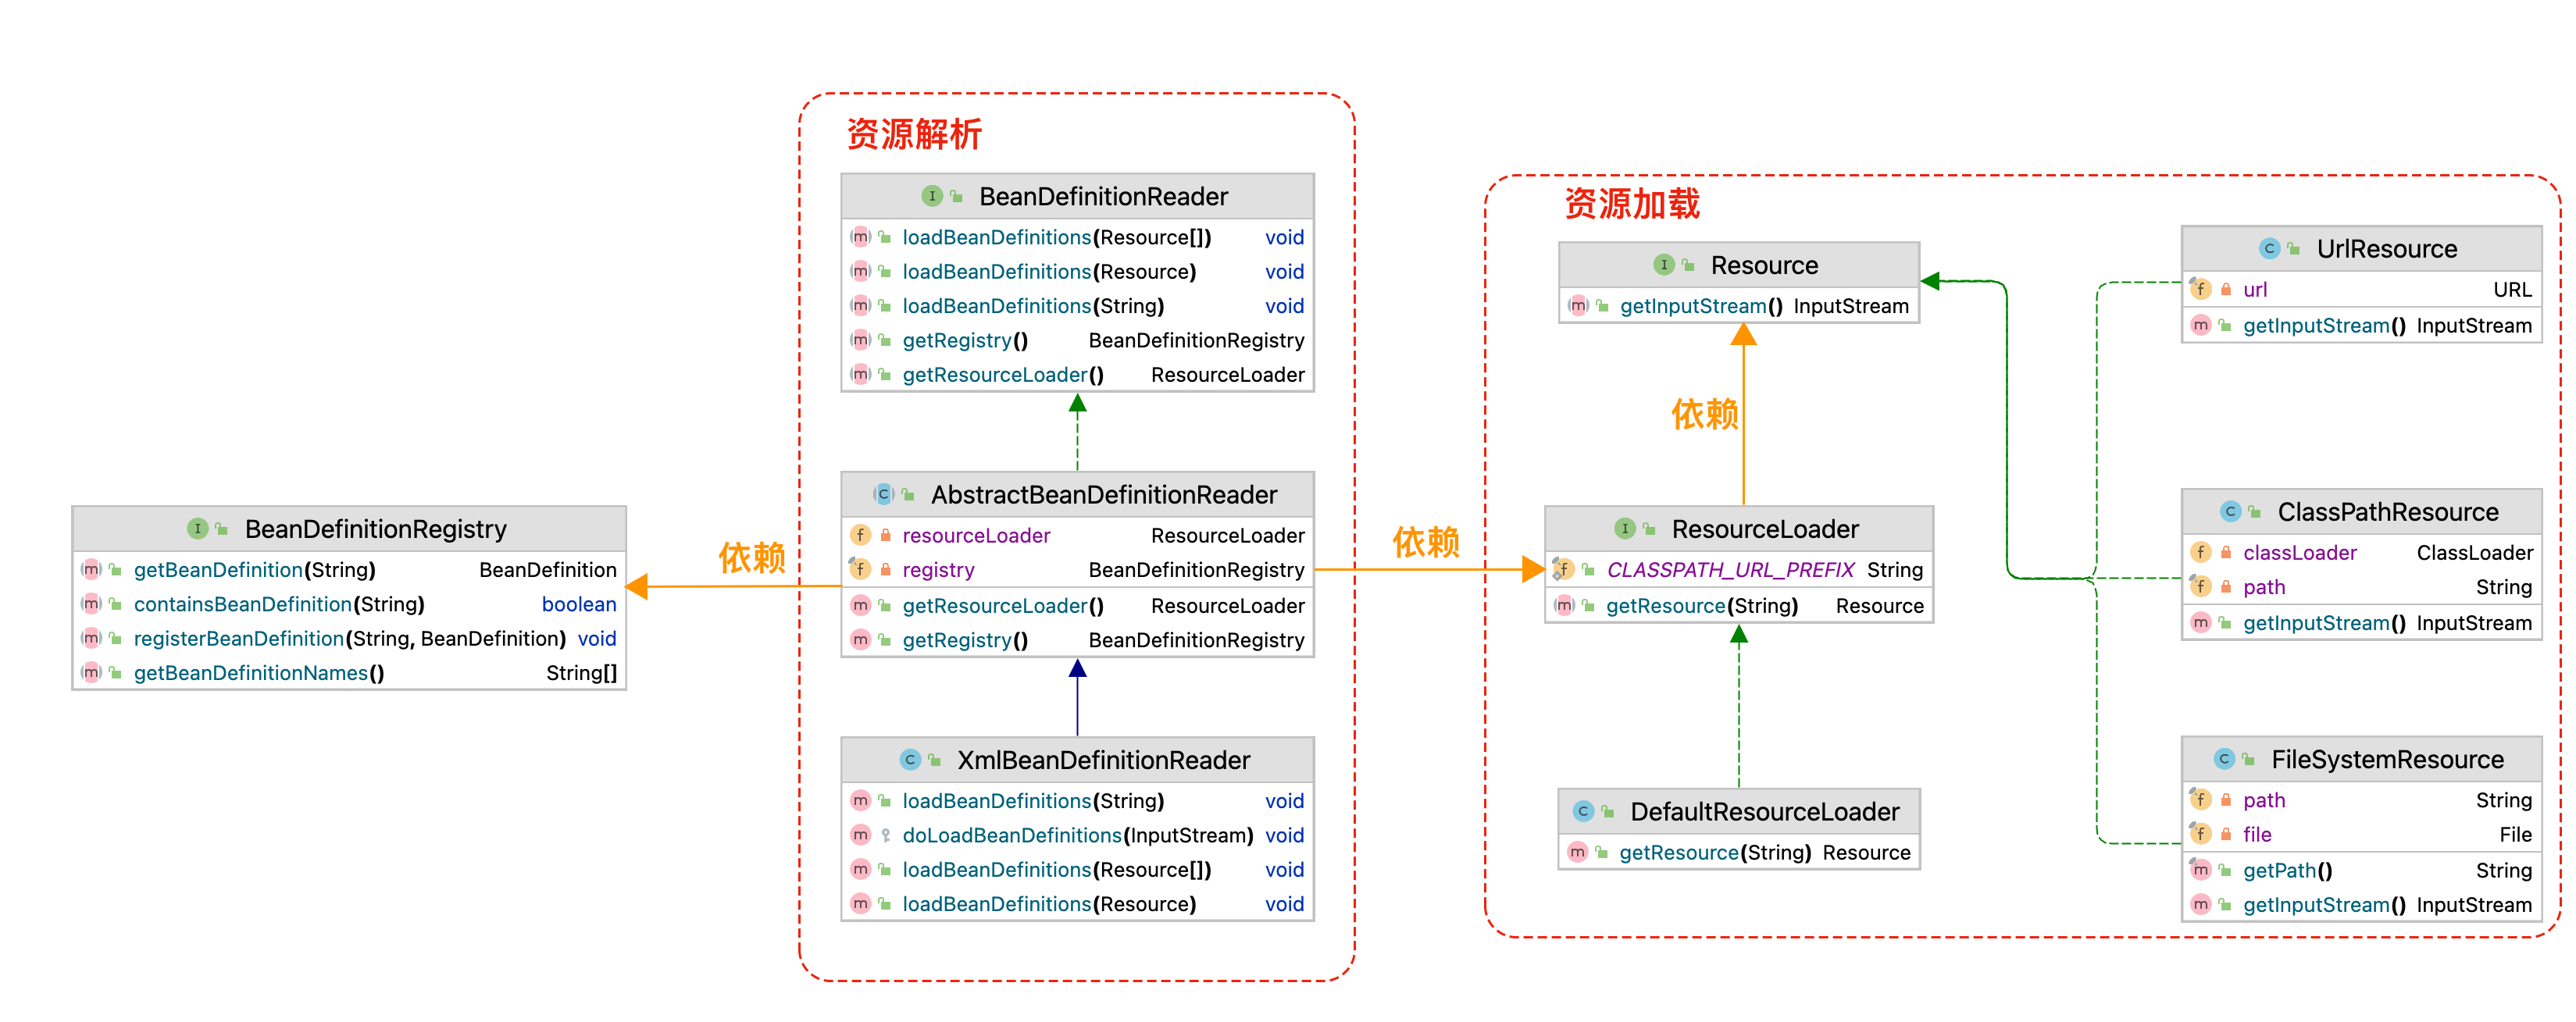 资源解析
BeanDefinitionReader
loadBeanDefinitions(Resource[]) void
loadBeanDefinitions(Resource) void
loadBeanDefinitions(String) void
getRegistry() BeanDefinitionRegistry
getResourceLoader() ResourceLoader
AbstractBeanDefinitionReader
resourceLoader ResourceLoader
registry BeanDefinitionRegistry
getResourceLoader() ResourceLoader
getRegistry() BeanDefinitionRegistry
XmlBeanDefinitionReader
loadBeanDefinitions(String) void
doLoadBeanDefinitions(InputStream) void
loadBeanDefinitions(Resource[]) void
loadBeanDefinitions(Resource) void
依赖
BeanDefinitionRegistry
getBeanDefinition(String) BeanDefinition
containsBeanDefinition(String) boolean
registerBeanDefinition(String, BeanDefinition) void
getBeanDefinitionNames() String[]
依赖
资源加载
Resource
getInputStream() InputStream
依赖
ResourceLoader
CLASSPATH_URL_PREFIX String
getResource(String) Resource
DefaultResourceLoader
getResource(String) Resource
UrlResource
url URL
getInputStream() InputStream
ClassPathResource
classLoader ClassLoader
path String
getInputStream() InputStream
FileSystemResource
path String
file File
getPath() String
getInputStream() InputStream